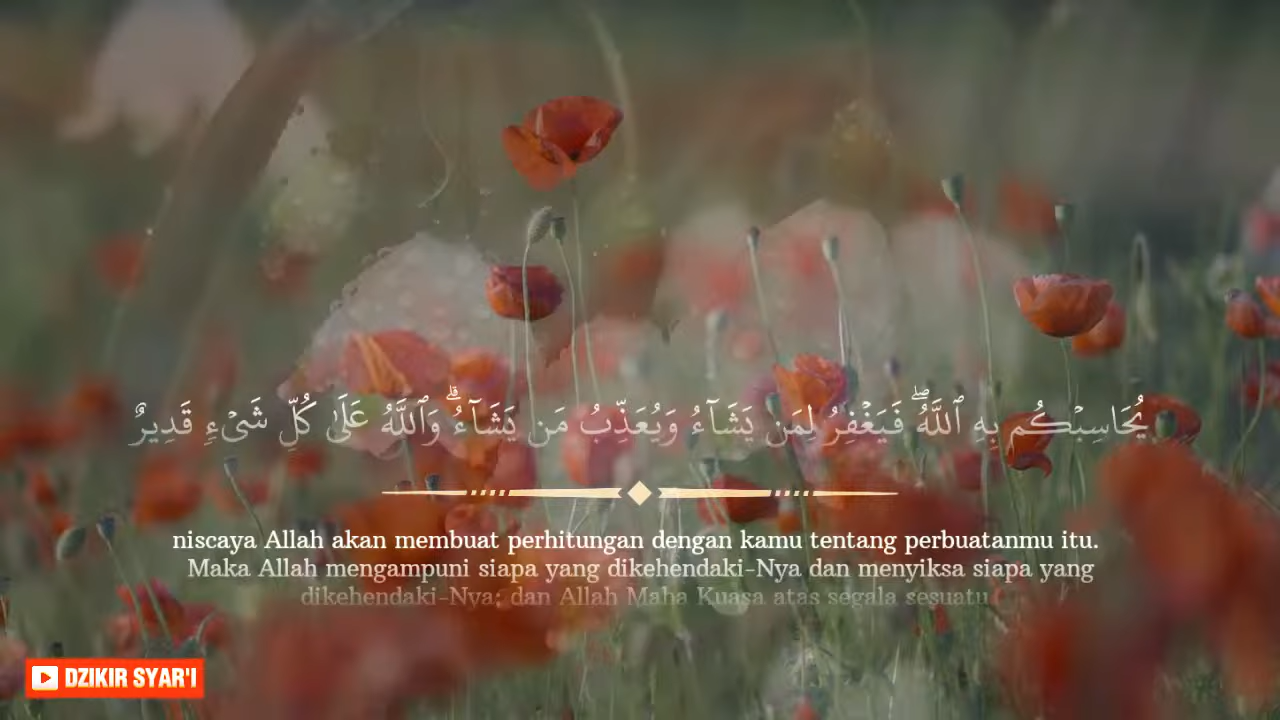 يُحَاسِبۡكُم بِهِ ٱللَّهُۖ فَيَغۡفِرُ لِمَن يَشَآءُ وَيُعَذِّبُ مَن يَشَآءُۗ وَٱللَّهُ عَلَىٰ كُلِّ شَيۡءٖ قَدِيرٌ
niscaya Allah akan membuat perhitungan dengan kamu tentang perbuatanmu itu.
Maka Allah mengampuni siapa yang dikehendaki-Nya dan menyiksa siapa yang
dikehendaki-Nya; dan Allah Maha Kuasa atas segala sesuatu
DZIKIR SYAR'I